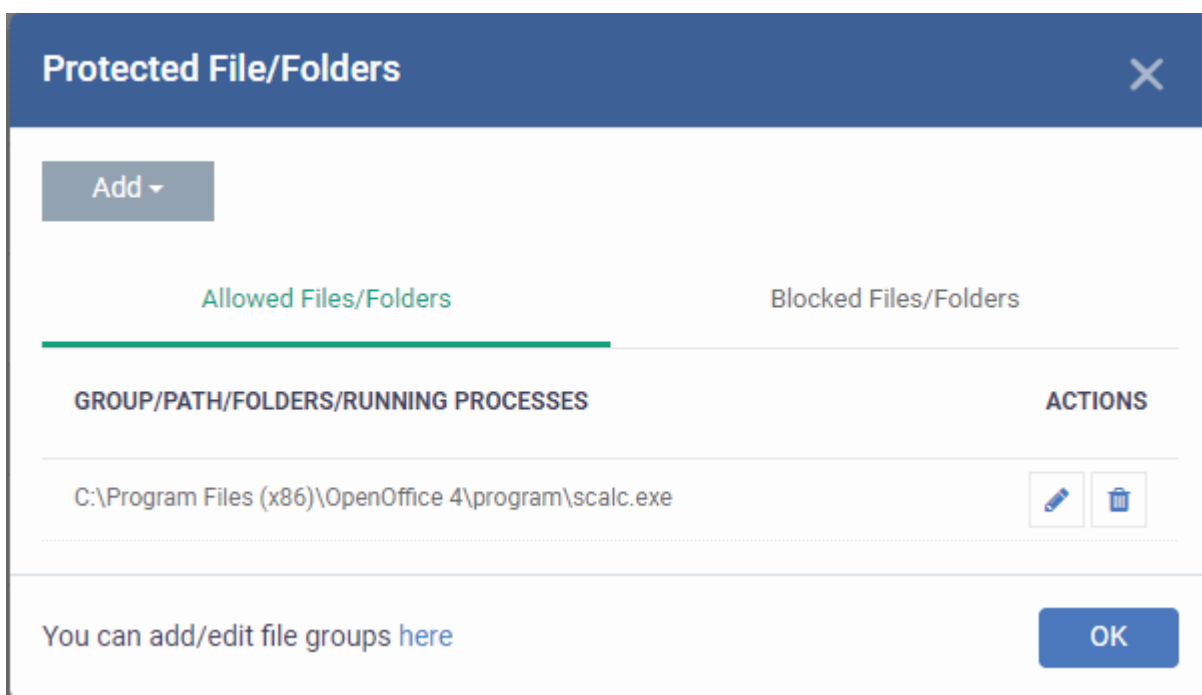 Protected File/Folders
Add
Allowed Files/Folders Blocked Files/Folders
GROUP/PATH/FOLDERS/RUNNING PROCESSES ACTIONS
C:\Program Files (x86)\OpenOffice 4\program\scalc.exe
You can add/edit file groups here OK